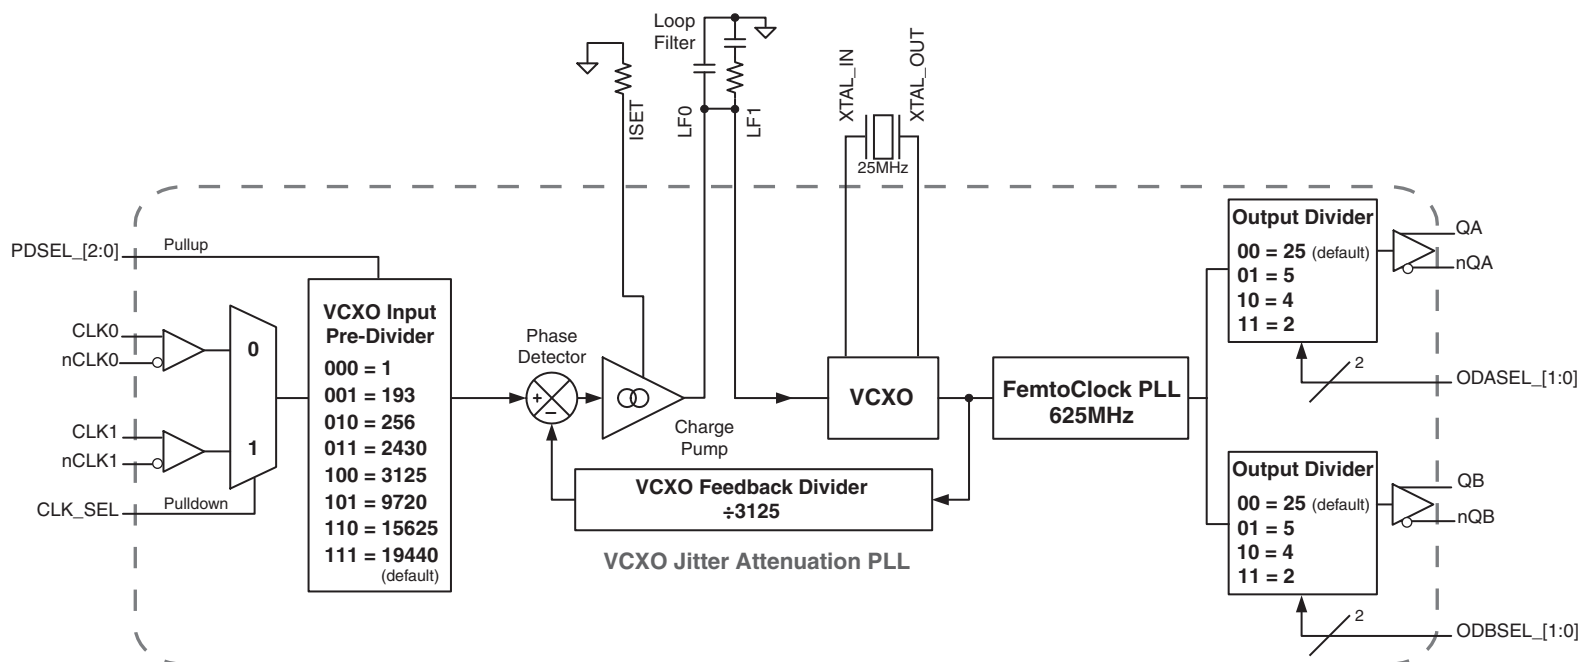 Loop
Filter
ISET
LF0
LF1
XTAL_IN
XTAL_OUT
25MHz
PDSEL_[2:0]
Pullup
CLK0
nCLK0
CLK1
nCLK1
CLK_SEL
Pulldown
0
1
VCXO Input
Pre-Divider
000 = 1
001 = 193
010 = 256
011 = 2430
100 = 3125
101 = 9720
110 = 15625
111 = 19440
(default)
Phase
Detector
+
–
Charge
Pump
VCXO
VCXO Feedback Divider
÷3125
VCXO Jitter Attenuation PLL
FemtoClock PLL
625MHz
Output Divider
00 = 25 (default)
01 = 5
10 = 4
11 = 2
QA
nQA
2
ODASEL_[1:0]
Output Divider
00 = 25 (default)
01 = 5
10 = 4
11 = 2
QB
nQB
2
ODBSEL_[1:0]